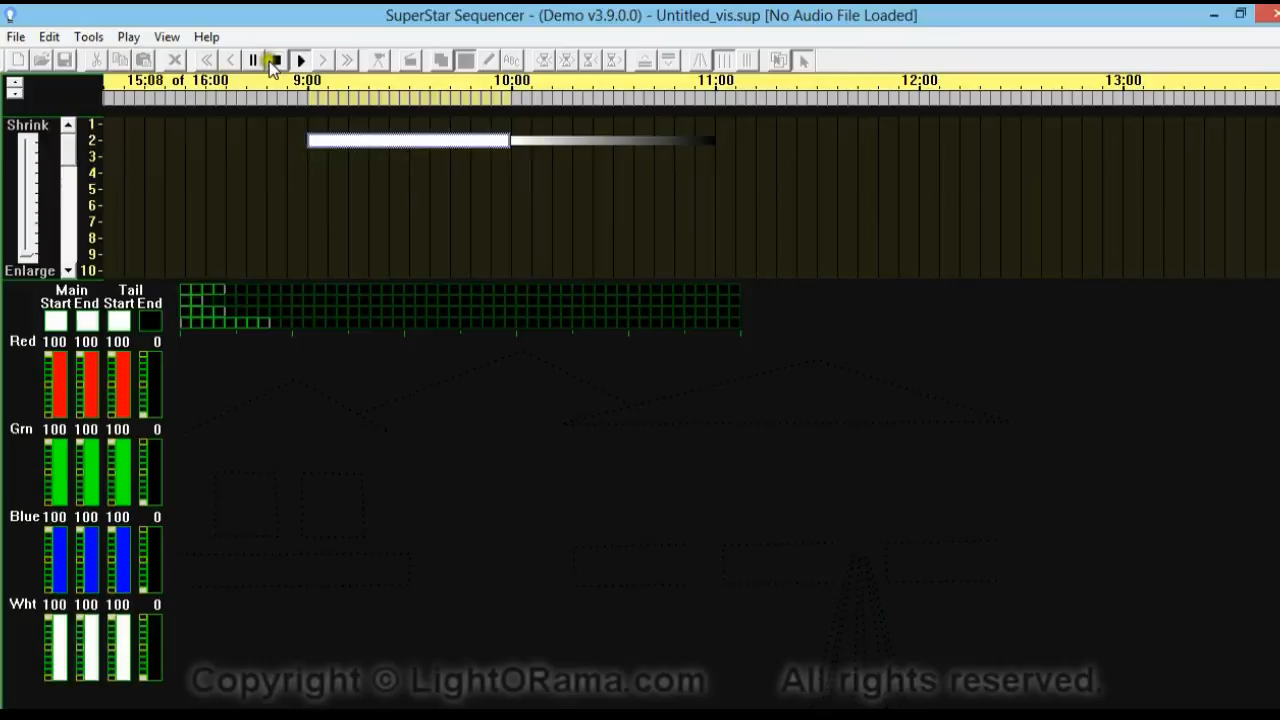 SuperStar Sequencer - (Demo v3.9.0.0) - Untitled_vis.sup [No Audio File Loaded]
File Edit Tools Play View Help
ABC
15:08 of 16:00 9:00 10:00 11:00 12:00 13:00
Shrink
1
2
3
4
5
6
7
8
9
10
Enlarge
Main Tail
Start End Start End
Red 100 100 100 0
Grn 100 100 100 0
Blue 100 100 100 0
Wht 100 100 100 0
Copyright © LightORama.com All rights reserved.